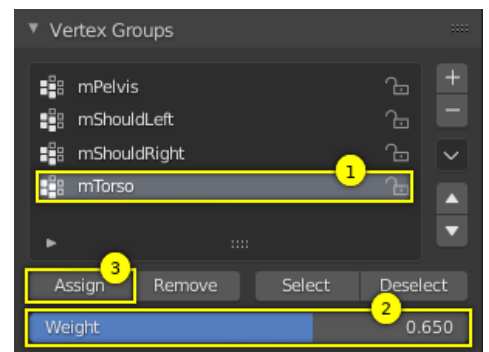 Vertex Groups
mPelvis
mShouldLeft
mShouldRight
1
mTorso
3
Assign Remove Select Deselect
2
Weight 0.650